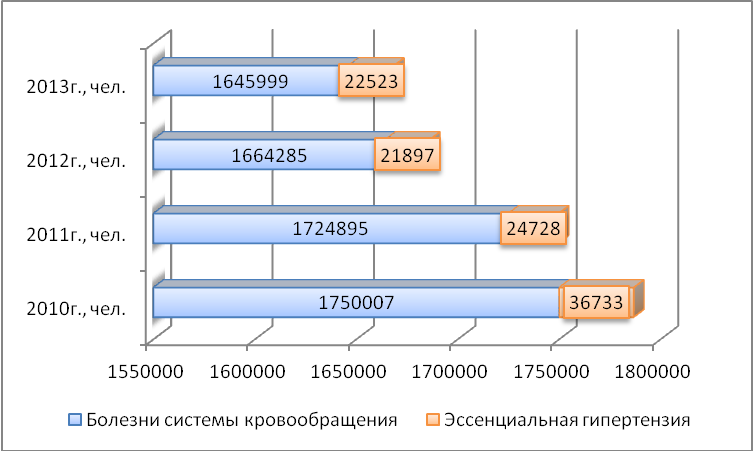 2013г., чел. 1645999 22523
2012г., чел. 1664285 21897
2011г., чел. 1724895 24728
2010г., чел. 1750007 36733
1550000 1600000 1650000 1700000 1750000 1800000
Болезни системы кровообращения Эссенциальная гипертензия